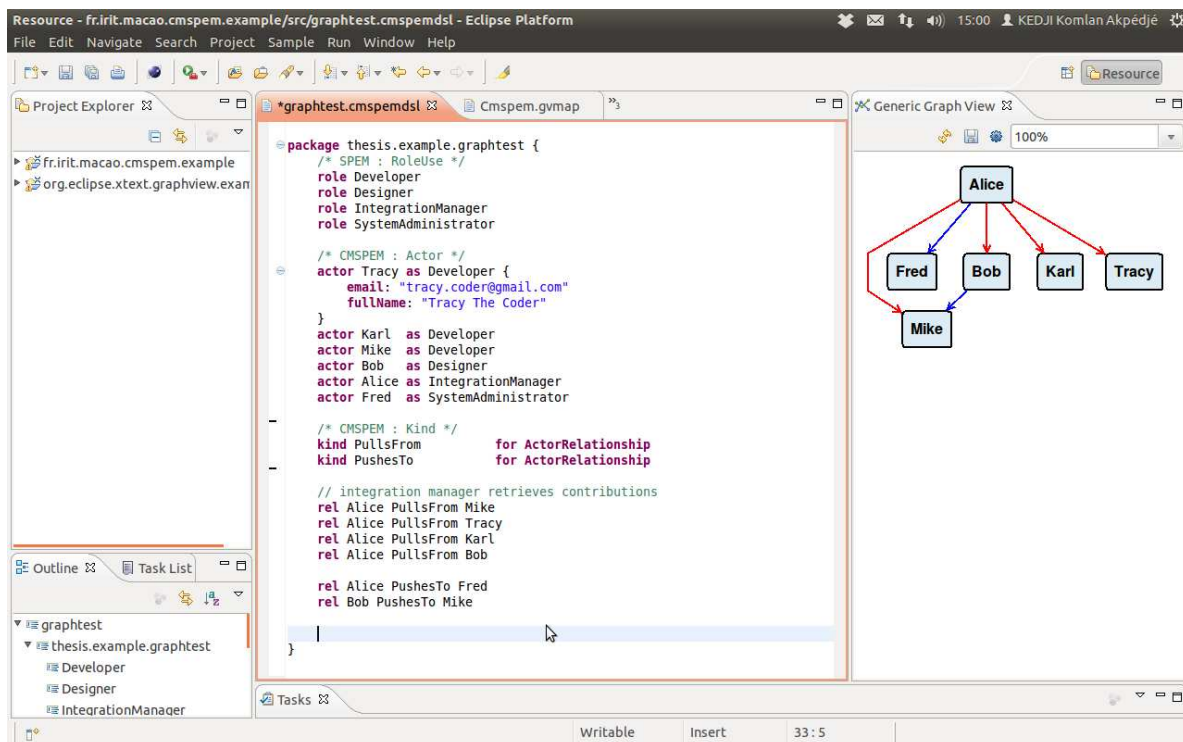 Resource - fr.irit.macao.cmspem.example/src/graphtest.cmspemdsl - Eclipse Platform
15:00 KEDJI Komlan Akpédjé
File Edit Navigate Search Project Sample Run Window Help
Resource
Project Explorer
fr.irit.macao.cmspem.example
org.eclipse.xtext.graphview.exam
*graphtest.cmspemdsl
Cmspem.gvmap
»3
package thesis.example.graphtest {
/* SPEM : RoleUse */
role Developer
role Designer
role IntegrationManager
role SystemAdministrator
/* CMSPEM : Actor */
actor Tracy as Developer {
email: "tracy.coder@gmail.com"
fullName: "Tracy The Coder"
}
actor Karl as Developer
actor Mike as Developer
actor Bob as Designer
actor Alice as IntegrationManager
actor Fred as SystemAdministrator
/* CMSPEM : Kind */
kind PullsFrom for ActorRelationship
kind PushesTo for ActorRelationship
// integration manager retrieves contributions
rel Alice PullsFrom Mike
rel Alice PullsFrom Tracy
rel Alice PullsFrom Karl
rel Alice PullsFrom Bob
rel Alice PushesTo Fred
rel Bob PushesTo Mike
}
Generic Graph View
100%
Alice
Fred Bob Karl Tracy
Mike
Outline
Task List
graphtest
thesis.example.graphtest
Developer
Designer
IntegrationManager
Tasks
Writable Insert 33 : 5